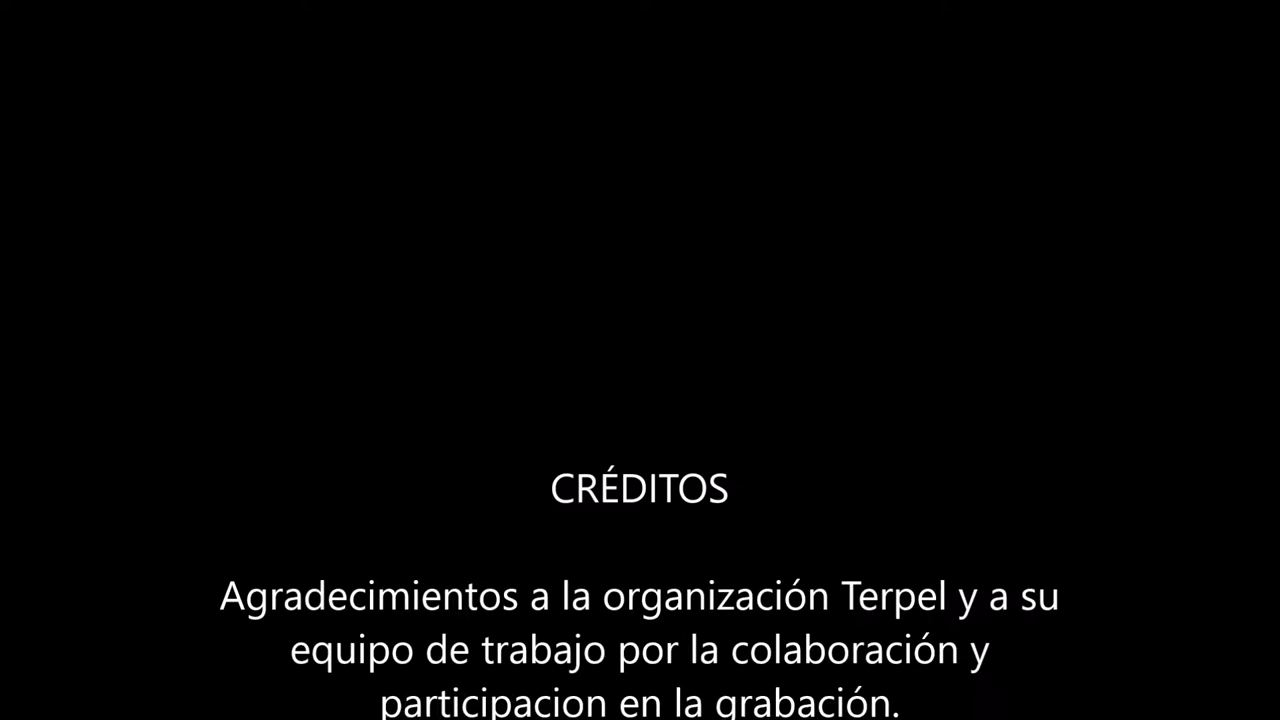 CRÉDITOS
Agradecimientos a la organización Terpel y a su
equipo de trabajo por la colaboración y
participacion en la grabación.